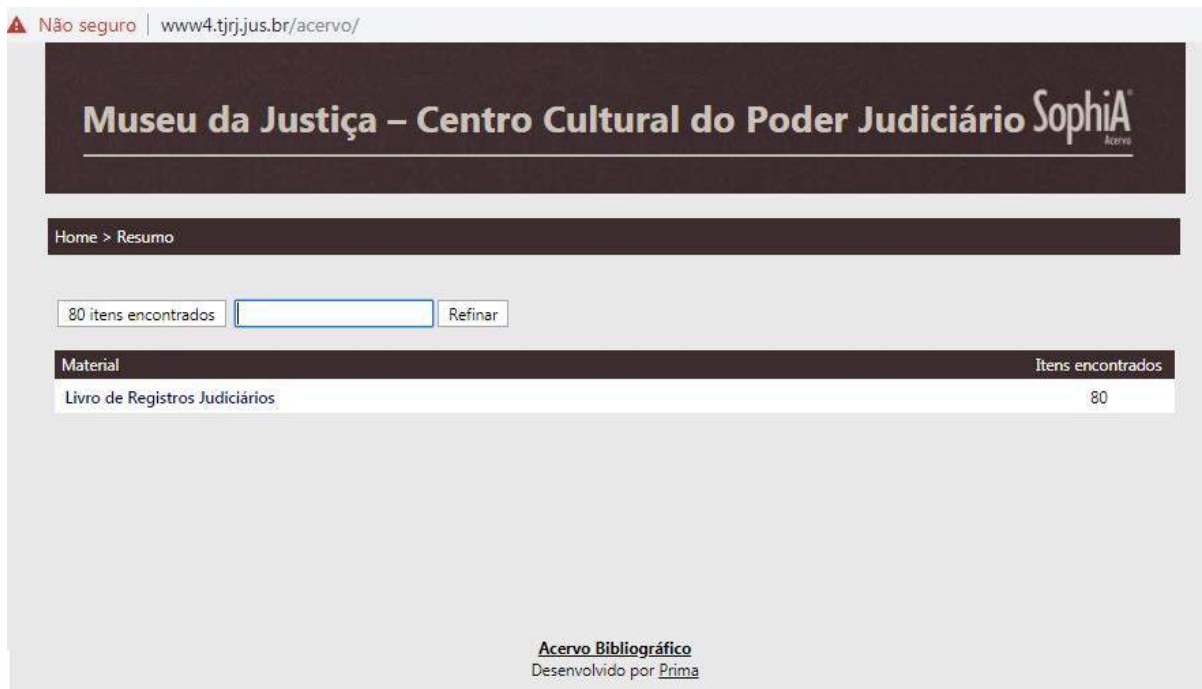 Não seguro | www4.tjrj.jus.br/acervo/
Museu da Justiça – Centro Cultural do Poder Judiciário SophiA
Acervo
Home > Resumo
80 itens encontrados Refinar
Material Itens encontrados
Livro de Registros Judiciários 80
Acervo Bibliográfico
Desenvolvido por Prima